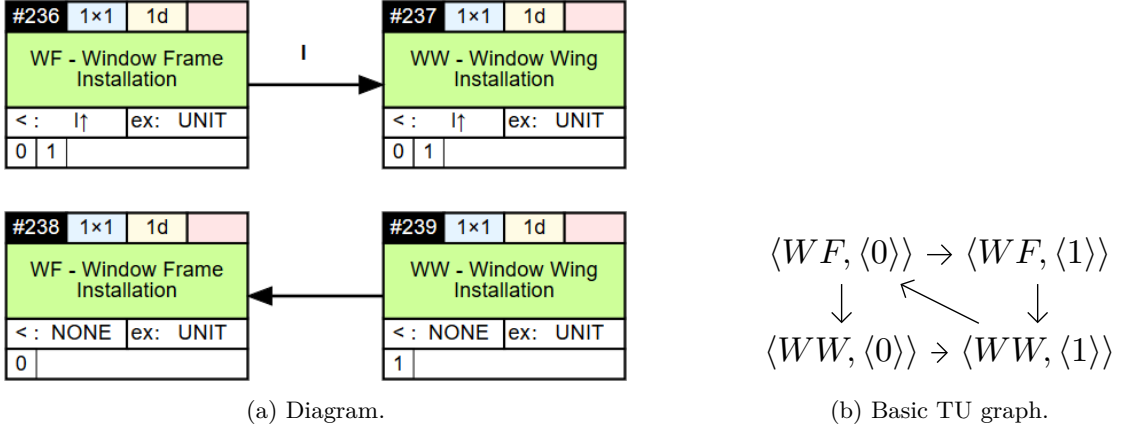 #236 1×1 1d
WF - Window Frame
Installation
< : I↑ ex: UNIT
0 1
I
#237 1×1 1d
WW - Window Wing
Installation
< : I↑ ex: UNIT
0 1
#238 1×1 1d
WF - Window Frame
Installation
< : NONE ex: UNIT
0
#239 1×1 1d
WW - Window Wing
Installation
< : NONE ex: UNIT
1
(a) Diagram.
⟨WF, ⟨0⟩⟩ → ⟨WF, ⟨1⟩⟩
⟨WW, ⟨0⟩⟩ → ⟨WW, ⟨1⟩⟩
(b) Basic TU graph.